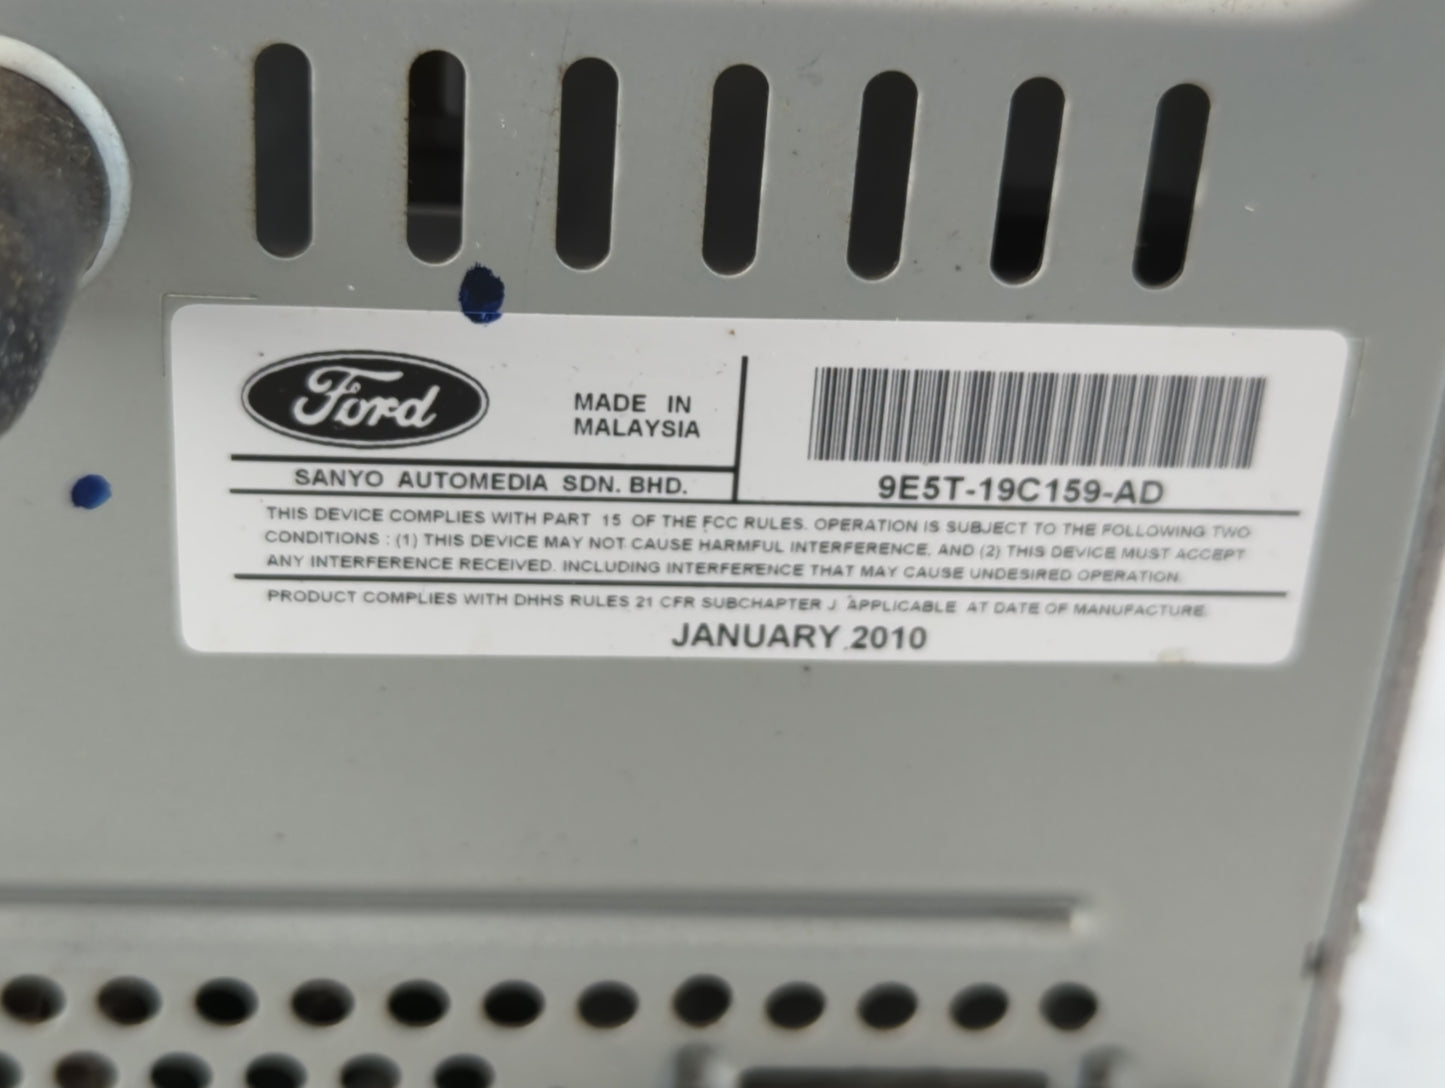 Ford
MADE IN
MALAYSIA
SANYO AUTOMEDIA SDN. BHD.
9E5T-19C159-AD
THIS DEVICE COMPLIES WITH PART 15 OF THE FCC RULES. OPERATION IS SUBJECT TO THE FOLLOWING TWO
CONDITIONS : (1) THIS DEVICE MAY NOT CAUSE HARMFUL INTERFERENCE, AND (2) THIS DEVICE MUST ACCEPT
ANY INTERFERENCE RECEIVED. INCLUDING INTERFERENCE THAT MAY CAUSE UNDESIRED OPERATION.
PRODUCT COMPLIES WITH DHHS RULES 21 CFR SUBCHAPTER J. APPLICABLE AT DATE OF MANUFACTURE.
JANUARY.2010